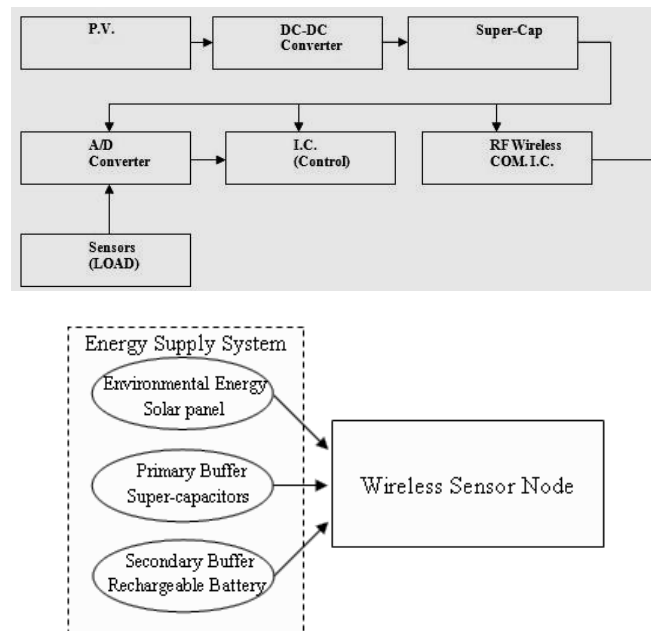 P.V.
DC-DC
Converter
Super-Cap
A/D
Converter
I.C.
(Control)
RF Wireless
COM. I.C.
Sensors
(LOAD)
Energy Supply System
Environmental Energy
Solar panel
Primary Buffer
Super-capacitors
Secondary Buffer
Rechargeable Battery
Wireless Sensor Node